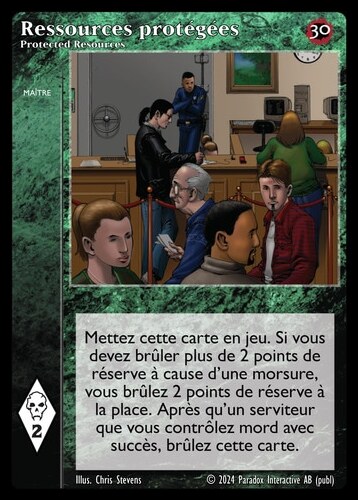 Ressources protégées
30
Protected Resources
MAÎTRE
Mettez cette carte en jeu. Si vous
devez brûler plus de 2 points de
réserve à cause d'une morsure,
vous brûlez 2 points de réserve à
la place. Après qu'un serviteur
que vous contrôlez mord avec
succès, brûlez cette carte.
2
Illus. Chris Stevens
© 2024 Paradox Interactive AB (publ)